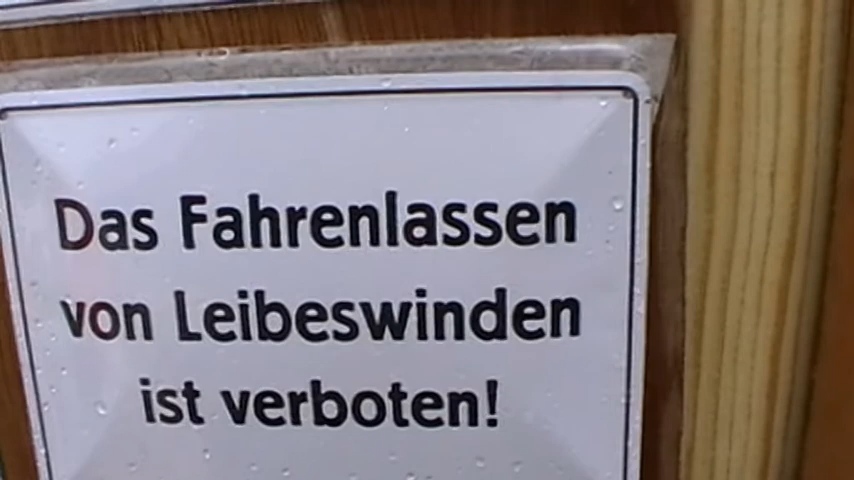 Das Fahrenlassen
von Leibeswinden
ist verboten!